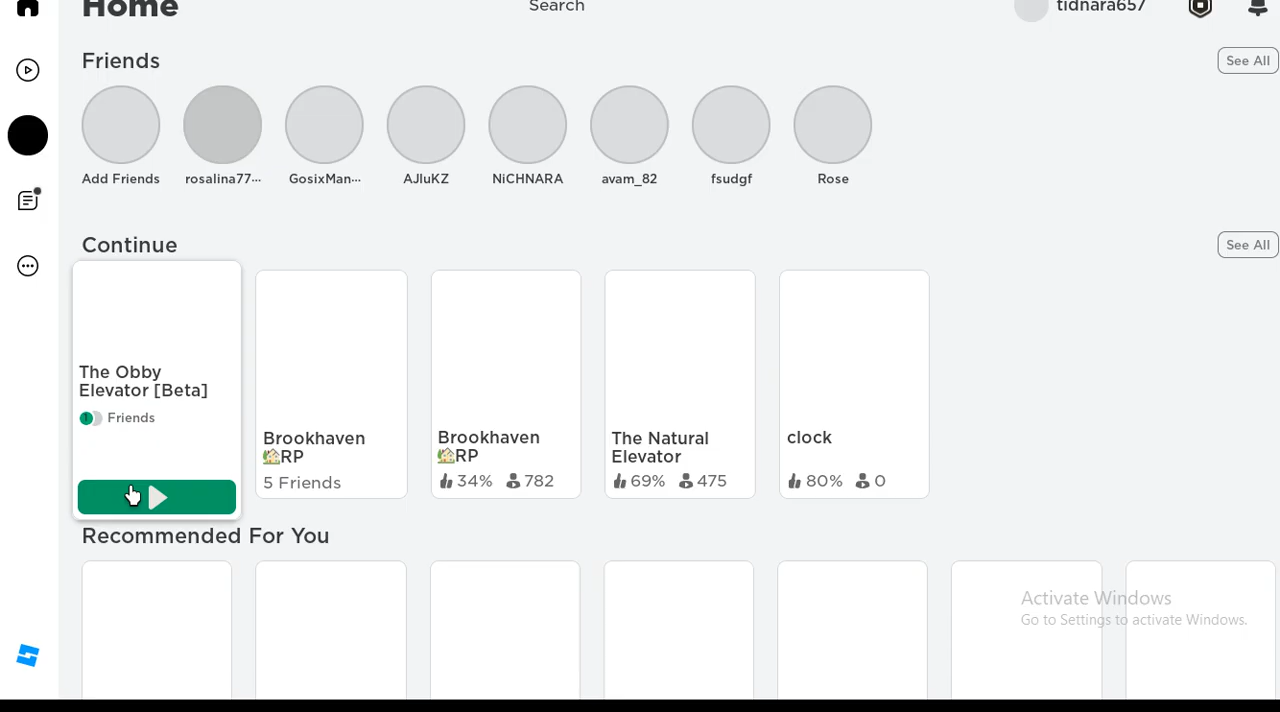 Home
Search
tidnara657
Friends
See All
Add Friends
rosalina77...
GosixMan...
AJIuKZ
NiCHNARA
avam_82
fsudgf
Rose
Continue
See All
The Obby
Elevator [Beta]
1 Friends
Brookhaven
🏡RP
5 Friends
Brookhaven
🏡RP
34% 782
The Natural
Elevator
69% 475
clock
80% 0
Recommended For You
Activate Windows
Go to Settings to activate Windows.